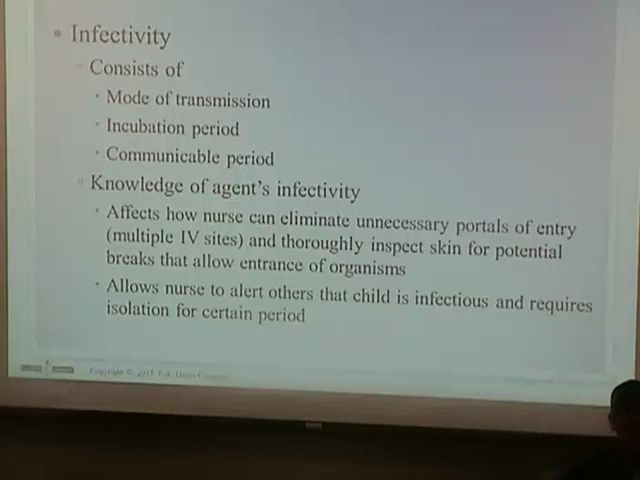 Infectivity
Consists of
Mode of transmission
Incubation period
Communicable period
Knowledge of agent's infectivity
Affects how nurse can eliminate unnecessary portals of entry
(multiple IV sites) and thoroughly inspect skin for potential
breaks that allow entrance of organisms
Allows nurse to alert others that child is infectious and requires
isolation for certain period
Copyright ©